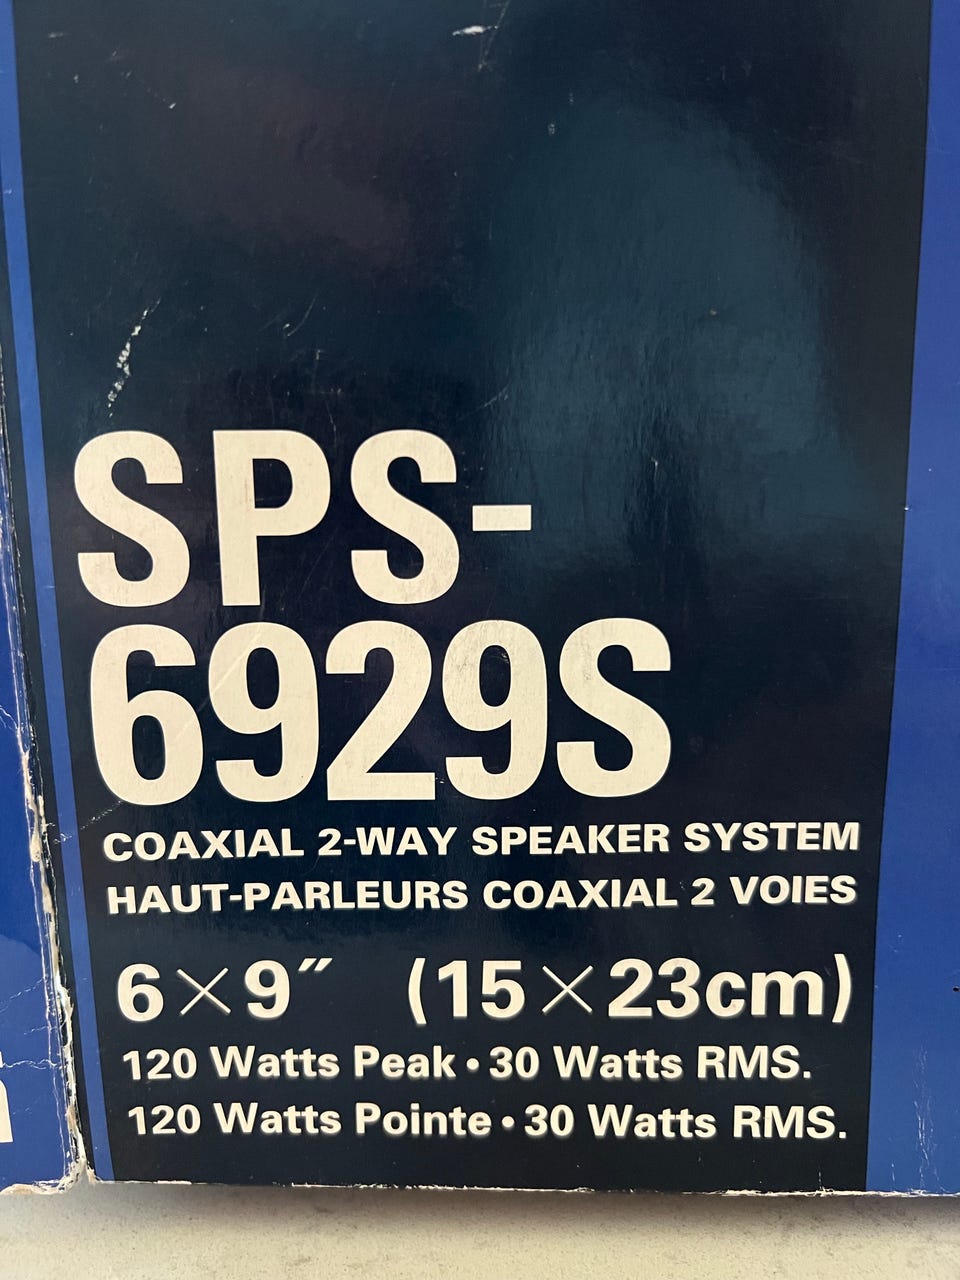 SPS-
6929S
COAXIAL 2-WAY SPEAKER SYSTEM
HAUT-PARLEURS COAXIAL 2 VOIES
6×9″ (15×23cm)
120 Watts Peak • 30 Watts RMS.
120 Watts Pointe • 30 Watts RMS.